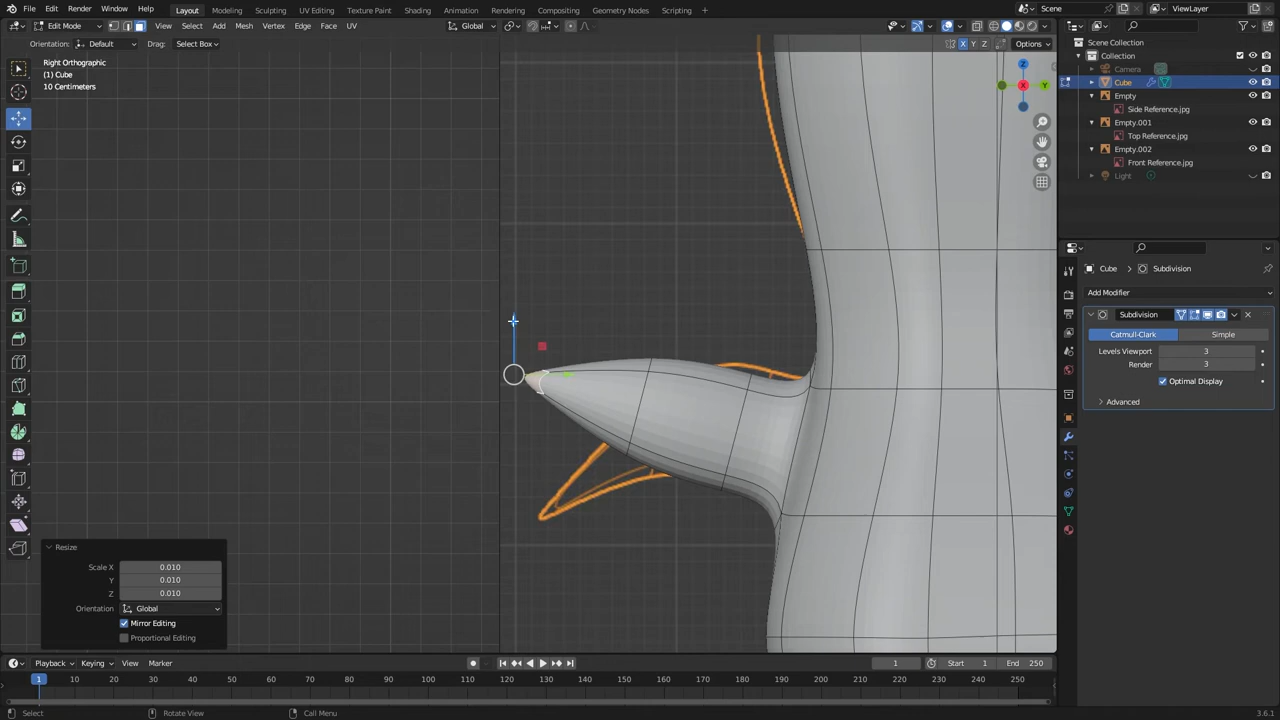 File Edit Render Window Help Layout Modeling Sculpting UV Editing Texture Paint Shading Animation Rendering Compositing Geometry Nodes Scripting + Scene ViewLayer
Edit Mode View Select Add Mesh Vertex Edge Face UV Global
Orientation: Default Drag: Select Box X Y Z Options
Right Orthographic
(1) Cube
10 Centimeters
Z
X
Y
Scene Collection
Collection
Camera
Cube
Empty
Side Reference.jpg
Empty.001
Top Reference.jpg
Empty.002
Front Reference.jpg
Light
Cube > Subdivision
Add Modifier
Subdivision
Catmull-Clark Simple
Levels Viewport 3
Render 3
Optimal Display
Advanced
Resize
Scale X 0.010
Y 0.010
Z 0.010
Orientation Global
Mirror Editing
Proportional Editing
Playback Keying View Marker 1 Start 1 End 250
1 10 20 30 40 50 60 70 80 90 100 110 120 130 140 150 160 170 180 190 200 210 220 230 240 250
Select Rotate View Call Menu 3.6.1